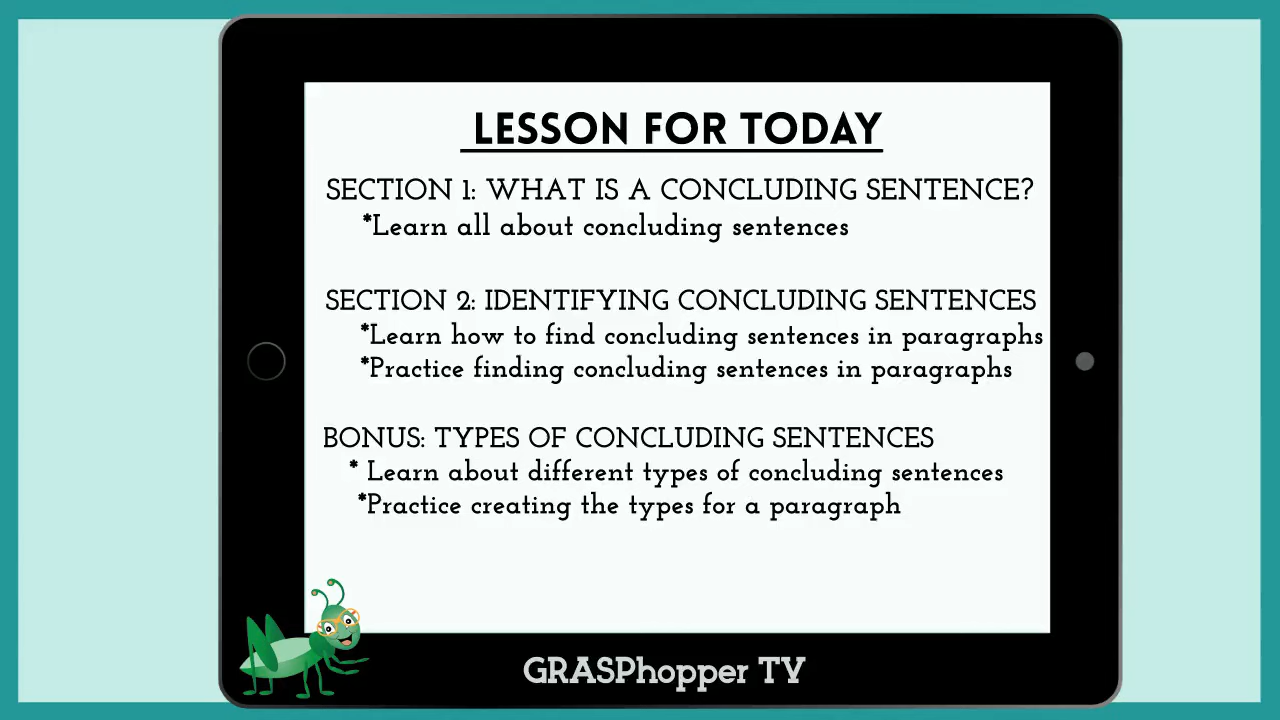 LESSON FOR TODAY
SECTION 1: WHAT IS A CONCLUDING SENTENCE?
*Learn all about concluding sentences
SECTION 2: IDENTIFYING CONCLUDING SENTENCES
*Learn how to find concluding sentences in paragraphs
*Practice finding concluding sentences in paragraphs
BONUS: TYPES OF CONCLUDING SENTENCES
* Learn about different types of concluding sentences
*Practice creating the types for a paragraph
GRASPhopper TV